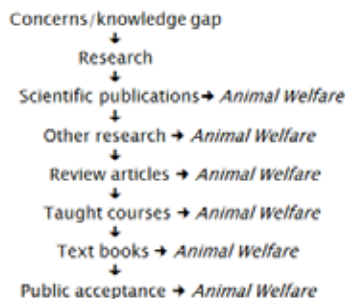 Concerns/knowledge gap
↓
Research
↓
Scientific publications→ Animal Welfare
↓
Other research → Animal Welfare
↓
Review articles → Animal Welfare
↓
Taught courses → Animal Welfare
↓
Text books → Animal Welfare
↓
Public acceptance → Animal Welfare